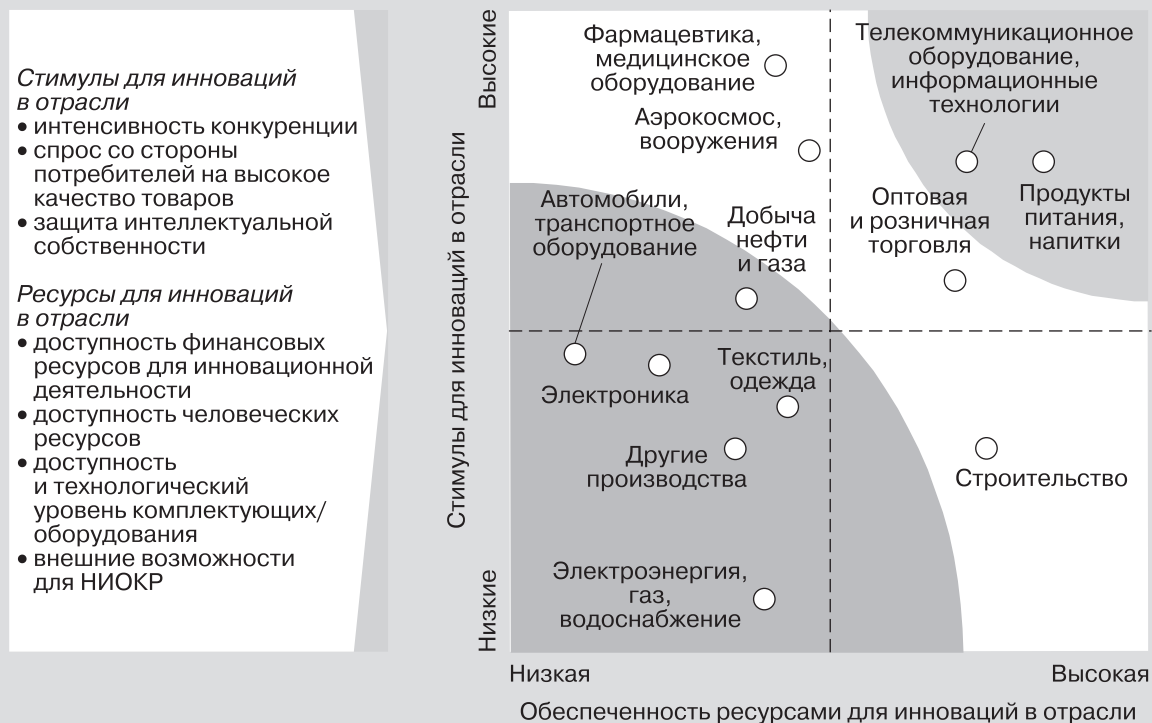 Стимулы для инноваций
в отрасли
• интенсивность конкуренции
• спрос со стороны
потребителей на высокое
качество товаров
• защита интеллектуальной
собственности
Ресурсы для инноваций
в отрасли
• доступность финансовых
ресурсов для инновационной
деятельности
• доступность человеческих
ресурсов
• доступность
и технологический
уровень комплектующих/
оборудования
• внешние возможности
для НИОКР
Стимулы для инноваций в отрасли
Высокие
Низкие
Фармацевтика,
медицинское
оборудование
Аэрокосмос,
вооружения
Телекоммуникационное
оборудование,
информационные
технологии
Автомобили,
транспортное
оборудование
Добыча
нефти
и газа
Оптовая
и розничная
торговля
Продукты
питания,
напитки
Электроника
Текстиль,
одежда
Другие
производства
Строительство
Электроэнергия,
газ,
водоснабжение
Низкая
Высокая
Обеспеченность ресурсами для инноваций в отрасли